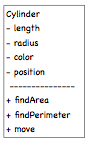 Cylinder
- length
- radius
- color
- position
---------------
+ findArea
+ findPerimeter
+ move